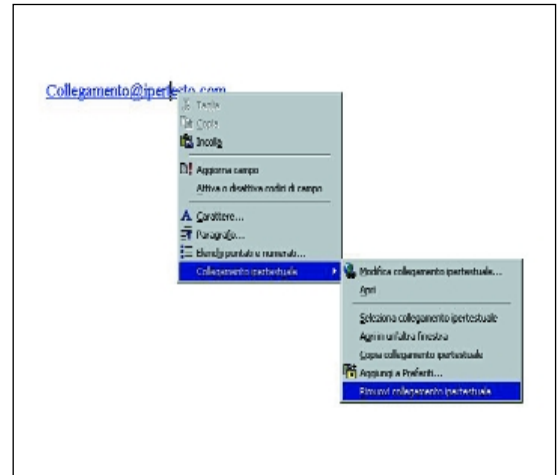 Collegamento@ipertesto.com
Taglia
Copia
Incolla
Aggiorna campo
Attiva o disattiva codici di campo
Carattere...
Paragrafo...
Elenchi puntati e numerati...
Collegamento ipertestuale
Modifica collegamento ipertestuale...
Apri
Seleziona collegamento ipertestuale
Apri in un'altra finestra
Copia collegamento ipertestuale
Aggiungi a Preferiti...
Rimuovi collegamento ipertestuale